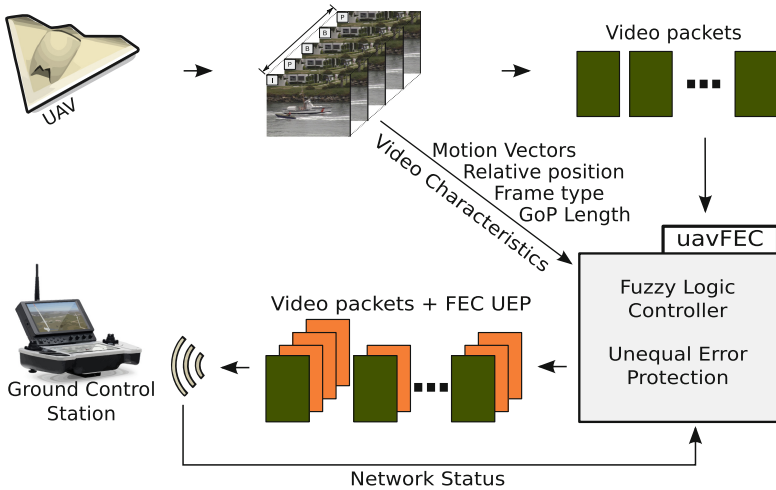 UAV
I
P
B
B
P
Video packets
Motion Vectors
Relative position
Frame type
GoP Length
Video Characteristics
uavFEC
Fuzzy Logic
Controller
Unequal Error
Protection
Video packets + FEC UEP
Ground Control
Station
Network Status